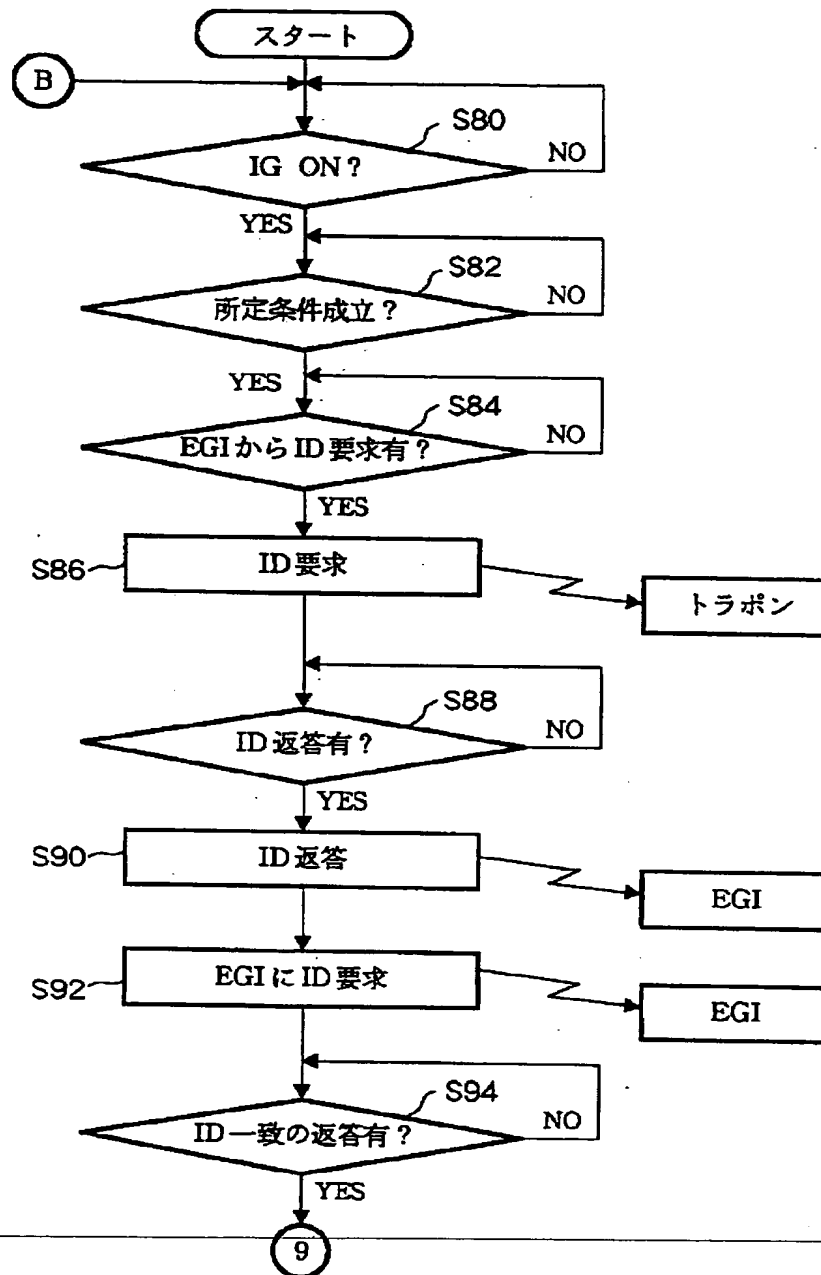 スタート
B
S80
IG ON？
NO
YES
S82
所定条件成立？
NO
YES
S84
EGIからID要求有？
NO
YES
S86
ID要求
トラポン
S88
ID返答有？
NO
YES
S90
ID返答
EGI
S92
EGIにID要求
EGI
S94
ID一致の返答有？
NO
YES
9